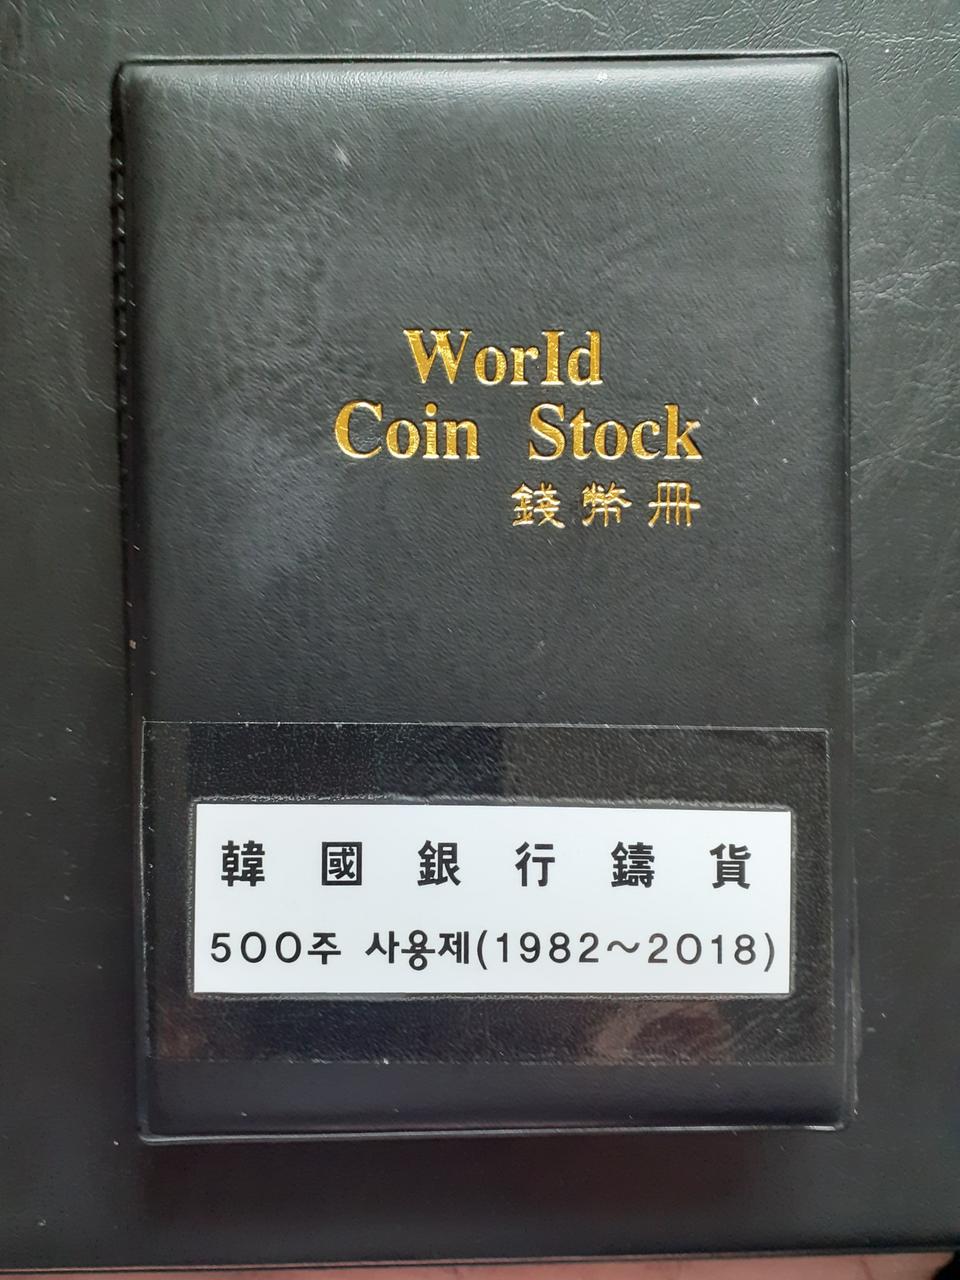 World
Coin Stock
錢幣冊
韓國銀行鑄貨
500주 사용제(1982～2018)